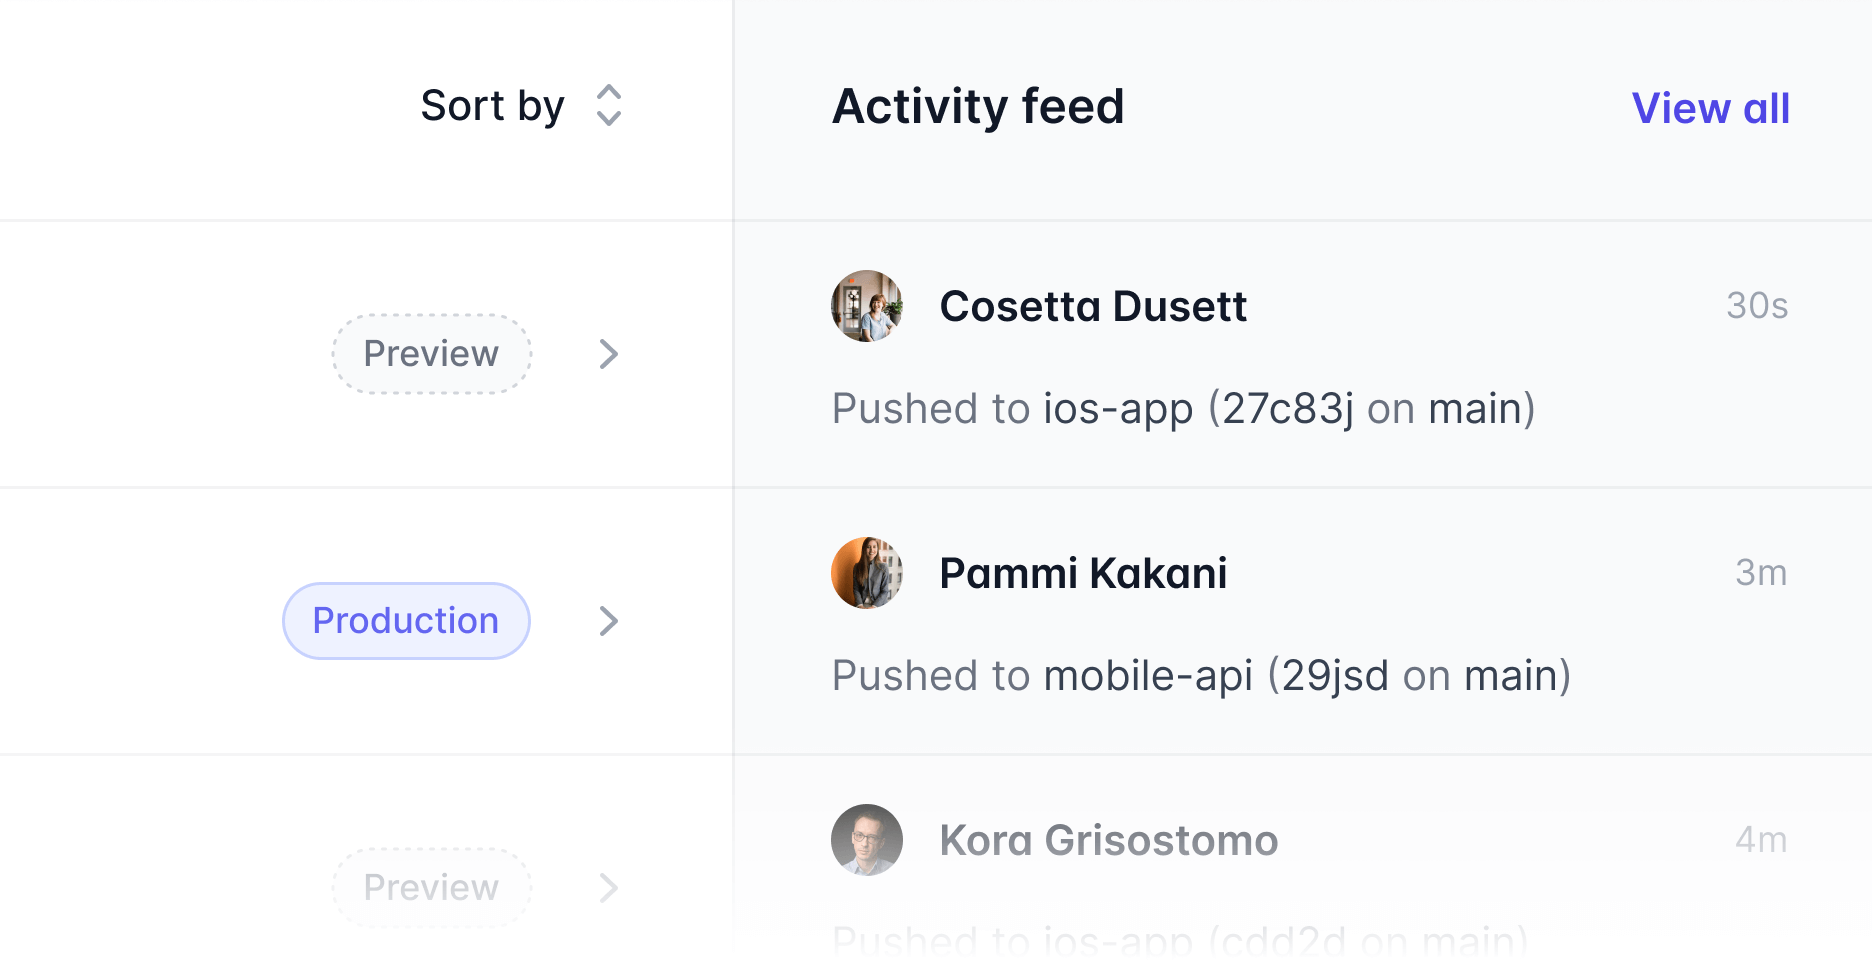 Sort by
Activity feed
View all
Preview
Cosetta Dusett
30s
Pushed to ios-app (27c83j on main)
Production
Pammi Kakani
3m
Pushed to mobile-api (29jsd on main)
Preview
Kora Grisostomo
4m
Pushed to ios-app (cdd2d on main)